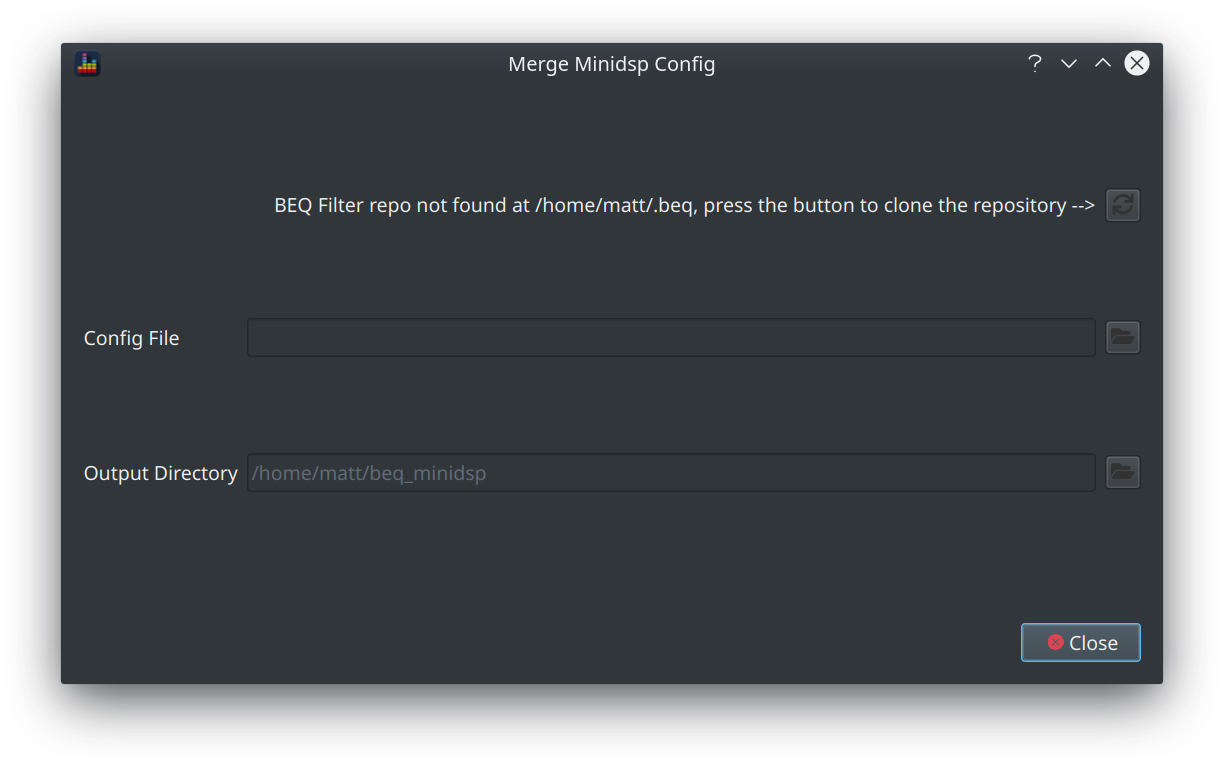 Merge Minidsp Config
BEQ Filter repo not found at /home/matt/.beq, press the button to clone the repository -->
Config File
Output Directory /home/matt/beq_minidsp
Close